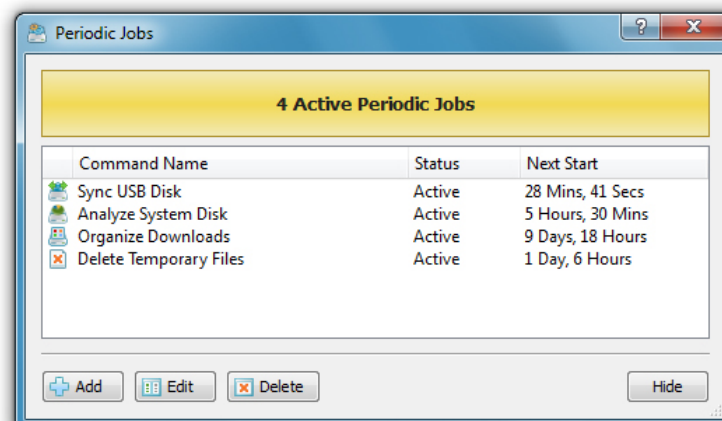 Periodic Jobs
4 Active Periodic Jobs
Command Name Status Next Start
Sync USB Disk Active 28 Mins, 41 Secs
Analyze System Disk Active 5 Hours, 30 Mins
Organize Downloads Active 9 Days, 18 Hours
Delete Temporary Files Active 1 Day, 6 Hours
Add Edit Delete Hide